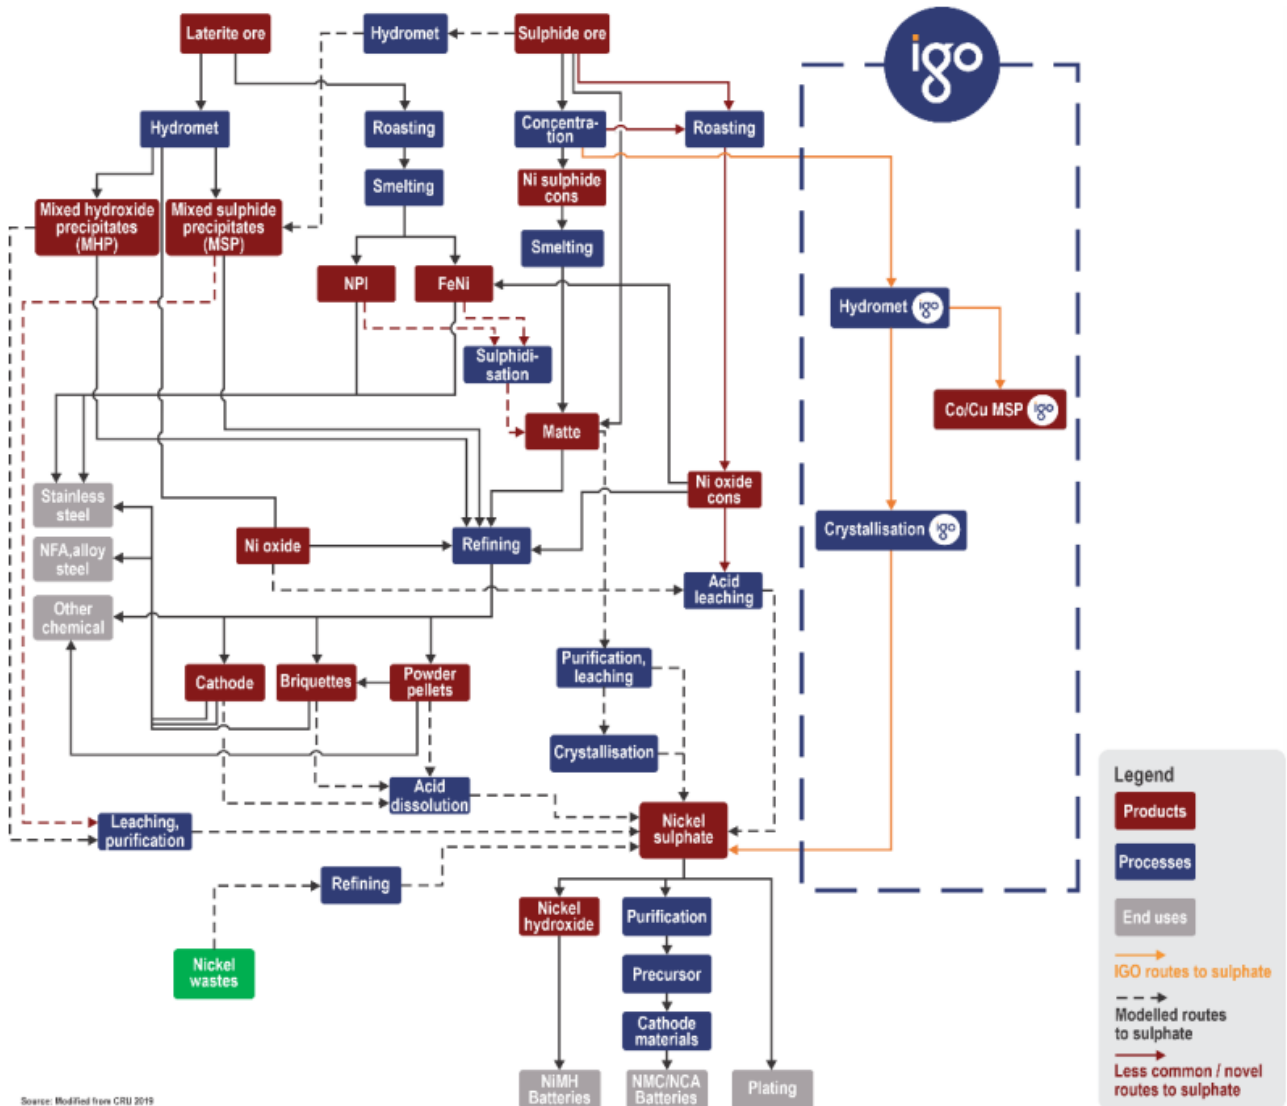 Laterite ore
Hydromet
Sulphide ore
igo
Hydromet
Roasting
Concentra-
tion
Roasting
Smelting
Ni sulphide
cons
Mixed hydroxide
precipitates
(MHP)
Mixed sulphide
precipitates
(MSP)
Smelting
NPI
FeNi
Hydromet igo
Sulphidi-
sation
Co/Cu MSP igo
Matte
Stainless
steel
Ni oxide
cons
Crystallisation igo
NFA,alloy
steel
Ni oxide
Refining
Acid
leaching
Other
chemical
Purification,
leaching
Cathode
Briquettes
Powder
pellets
Crystallisation
Acid
dissolution
Leaching,
purification
Nickel
sulphate
Refining
Nickel
hydroxide
Purification
Nickel
wastes
Precursor
Cathode
materials
NiMH
Batteries
NMC/NCA
Batteries
Plating
Legend
Products
Processes
End uses
IGO routes to sulphate
Modelled routes
to sulphate
Less common / novel
routes to sulphate
Source: Modified from CRU 2019